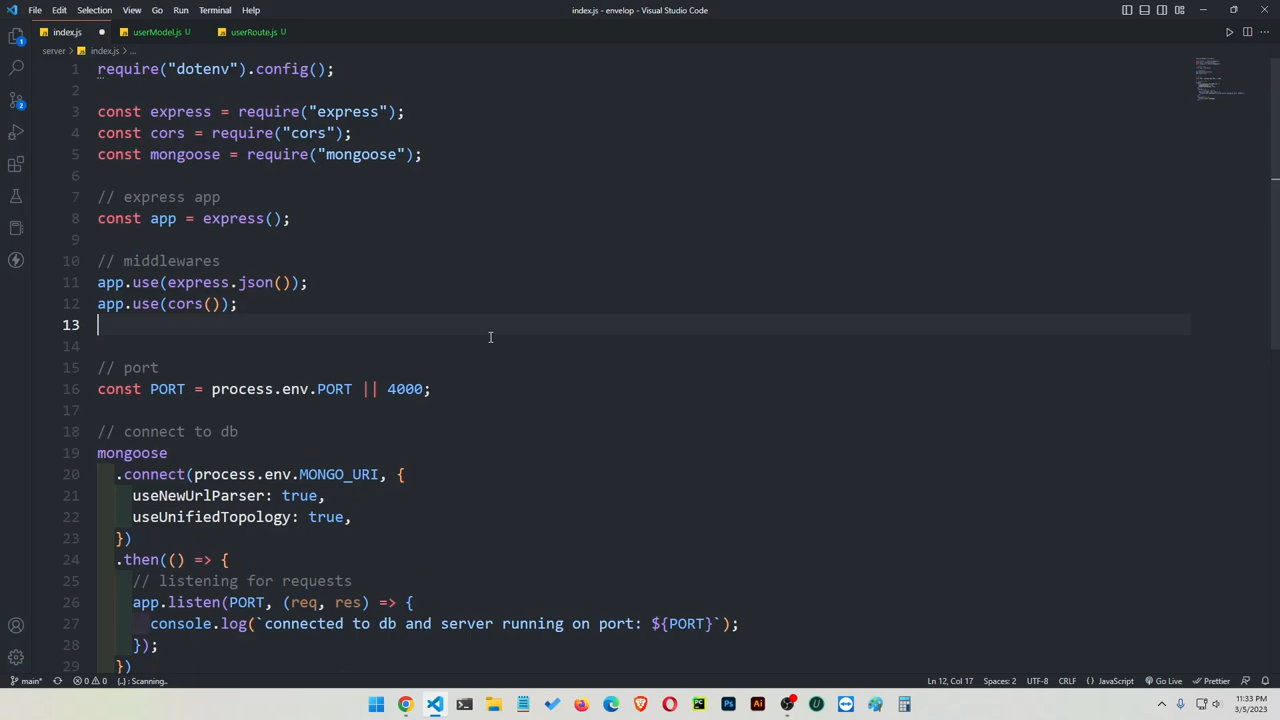 File Edit Selection View Go Run Terminal Help
index.js - envelop - Visual Studio Code
JS index.js
JS userModel.js U
JS userRoute.js U
server > JS index.js > ...
1 require("dotenv").config();
2
3 const express = require("express");
4 const cors = require("cors");
5 const mongoose = require("mongoose");
6
7 // express app
8 const app = express();
9
10 // middlewares
11 app.use(express.json());
12 app.use(cors());
13
14
15 // port
16 const PORT = process.env.PORT || 4000;
17
18 // connect to db
19 mongoose
20 .connect(process.env.MONGO_URI, {
21 useNewUrlParser: true,
22 useUnifiedTopology: true,
23 })
24 .then(() => {
25 // listening for requests
26 app.listen(PORT, (req, res) => {
27 console.log(`connected to db and server running on port: ${PORT}`);
28 });
29 })
main* 0 0 {..}: Scanning.. Ln 12, Col 17 Spaces: 2 UTF-8 CRLF {} JavaScript Go Live Prettier
11:33 PM
3/5/2023